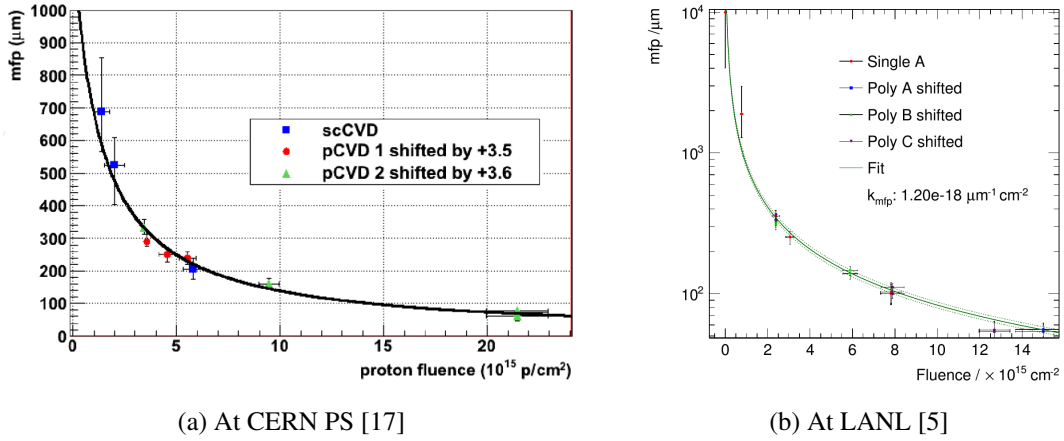 mfp (μm)
1000
900
800
700
600
500
400
300
200
100
0
0
5
10
15
20
proton fluence (10¹⁵ p/cm²)
scCVD
pCVD 1 shifted by +3.5
pCVD 2 shifted by +3.6
(a) At CERN PS [17]
mfp /μm
10⁴
10³
10²
0
2
4
6
8
10
12
14
Fluence / × 10¹⁵ cm⁻²
Single A
Poly A shifted
Poly B shifted
Poly C shifted
Fit
k_mfp: 1.20e-18 μm⁻¹ cm⁻²
(b) At LANL [5]